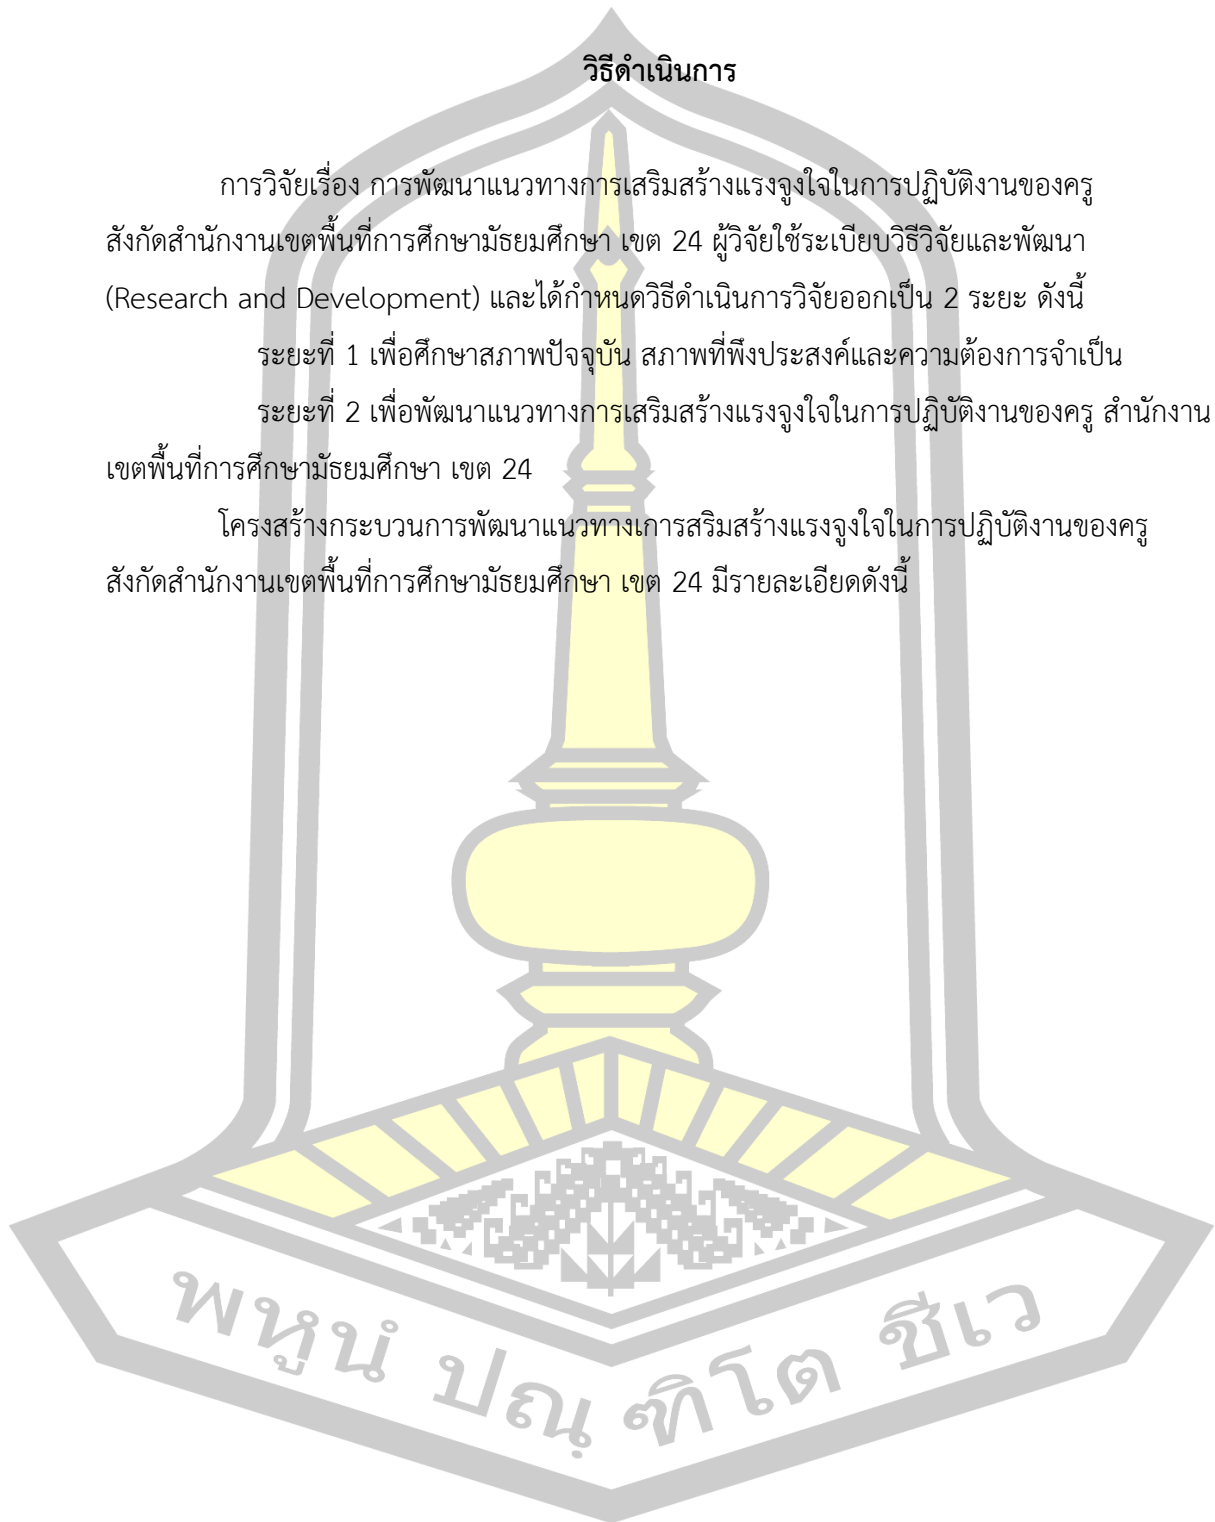 วิธีดำเนินการ
การวิจัยเรื่อง การพัฒนาแนวทางการเสริมสร้างแรงจูงใจในการปฏิบัติงานของครู
สังกัดสำนักงานเขตพื้นที่การศึกษามัธยมศึกษา เขต 24 ผู้วิจัยใช้ระเบียบวิธีวิจัยและพัฒนา
(Research and Development) และได้กำหนดวิธีดำเนินการวิจัยออกเป็น 2 ระยะ ดังนี้
ระยะที่ 1 เพื่อศึกษาสภาพปัจจุบัน สภาพที่พึงประสงค์และความต้องการจำเป็น
ระยะที่ 2 เพื่อพัฒนาแนวทางการเสริมสร้างแรงจูงใจในการปฏิบัติงานของครู สำนักงาน
เขตพื้นที่การศึกษามัธยมศึกษา เขต 24
โครงสร้างกระบวนการพัฒนาแนวทางเการสริมสร้างแรงจูงใจในการปฏิบัติงานของครู
สังกัดสำนักงานเขตพื้นที่การศึกษามัธยมศึกษา เขต 24 มีรายละเอียดดังนี้
พหูนํ ปณฺ ฑิโต ชีเว